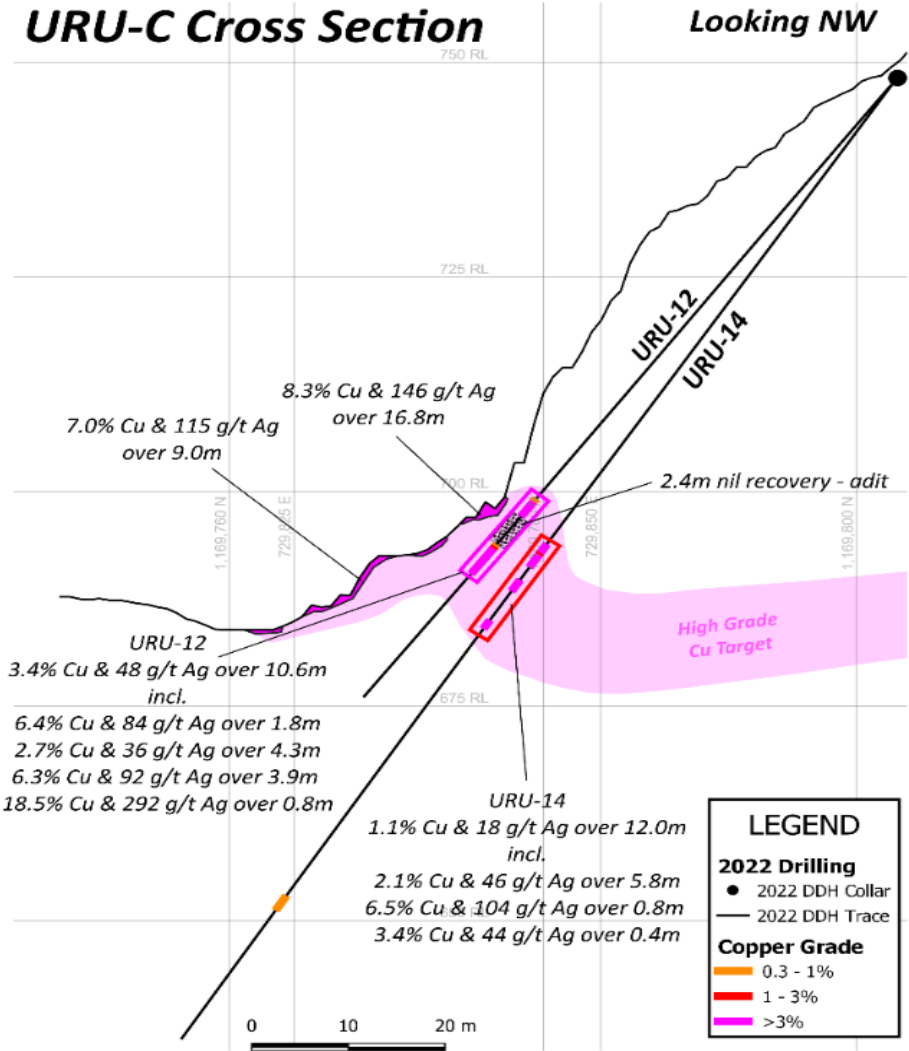 URU-C Cross Section
Looking NW
750 RL
725 RL
URU-12
URU-14
8.3% Cu & 146 g/t Ag
over 16.8m
7.0% Cu & 115 g/t Ag
over 9.0m
2.4m nil recovery - adit
700 RL
1,169,760 N
729,825 E
729,850 E
1,169,800 N
High Grade
Cu Target
675 RL
URU-12
3.4% Cu & 48 g/t Ag over 10.6m
incl.
6.4% Cu & 84 g/t Ag over 1.8m
2.7% Cu & 36 g/t Ag over 4.3m
6.3% Cu & 92 g/t Ag over 3.9m
18.5% Cu & 292 g/t Ag over 0.8m
URU-14
1.1% Cu & 18 g/t Ag over 12.0m
incl.
2.1% Cu & 46 g/t Ag over 5.8m
6.5% Cu & 104 g/t Ag over 0.8m
3.4% Cu & 44 g/t Ag over 0.4m
RL
LEGEND
2022 Drilling
2022 DDH Collar
2022 DDH Trace
Copper Grade
0.3 - 1%
1 - 3%
>3%
0 10 20 m